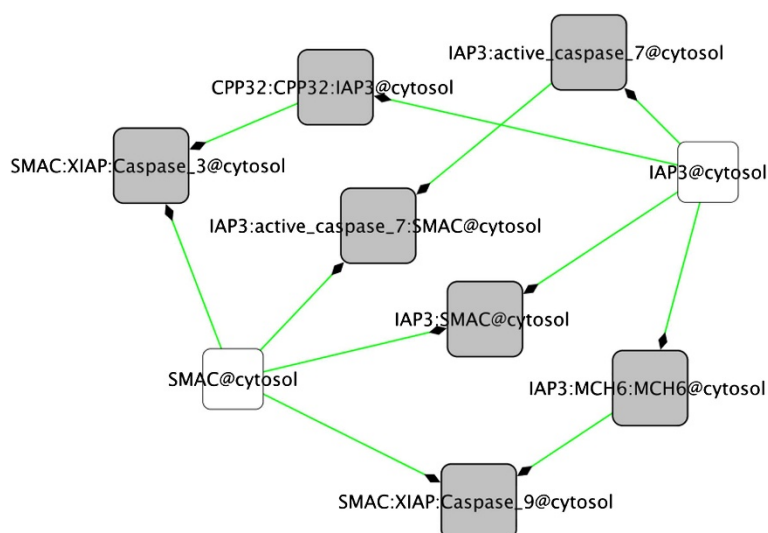 IAP3:active_caspase_7@cytosol
CPP32:CPP32:IAP3@cytosol
SMAC:XIAP:Caspase_3@cytosol
IAP3@cytosol
IAP3:active_caspase_7:SMAC@cytosol
IAP3:SMAC@cytosol
SMAC@cytosol
IAP3:MCH6:MCH6@cytosol
SMAC:XIAP:Caspase_9@cytosol